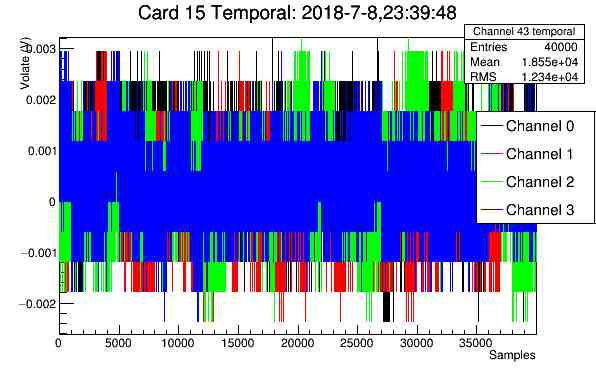 Card 15 Temporal: 2018-7-8,23:39:48
Channel 43 temporal
Entries 40000
Mean 1.855e+04
RMS 1.234e+04
Volate (V)
0.003
0.002
0.001
0
−0.001
−0.002
Channel 0
Channel 1
Channel 2
Channel 3
0 5000 10000 15000 20000 25000 30000 35000
Samples